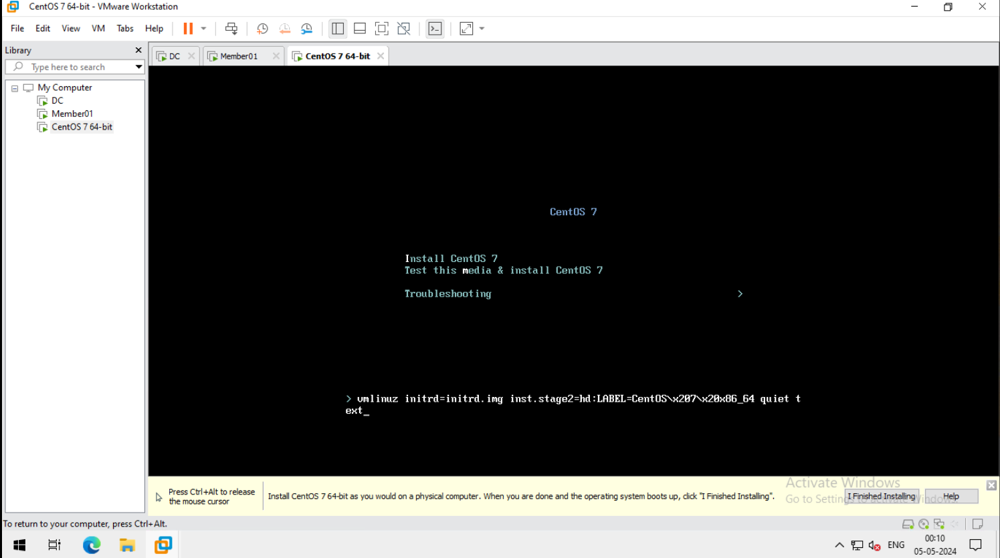 CentOS 7 64-bit - VMware Workstation
File Edit View VM Tabs Help
Library
Type here to search
My Computer
DC
Member01
CentOS 7 64-bit
DC Member01 CentOS 7 64-bit
CentOS 7
Install CentOS 7
Test this media & install CentOS 7
Troubleshooting >
> vmlinuz initrd=initrd.img inst.stage2=hd:LABEL=CentOS\x207\x20x86_64 quiet t
ext_
Press Ctrl+Alt to release
the mouse cursor
Install CentOS 7 64-bit as you would on a physical computer. When you are done and the operating system boots up, click "I Finished Installing".
I Finished Installing
Help
Activate Windows
Go to Settings to activate Windows.
To return to your computer, press Ctrl+Alt.
ENG
00:10
05-05-2024